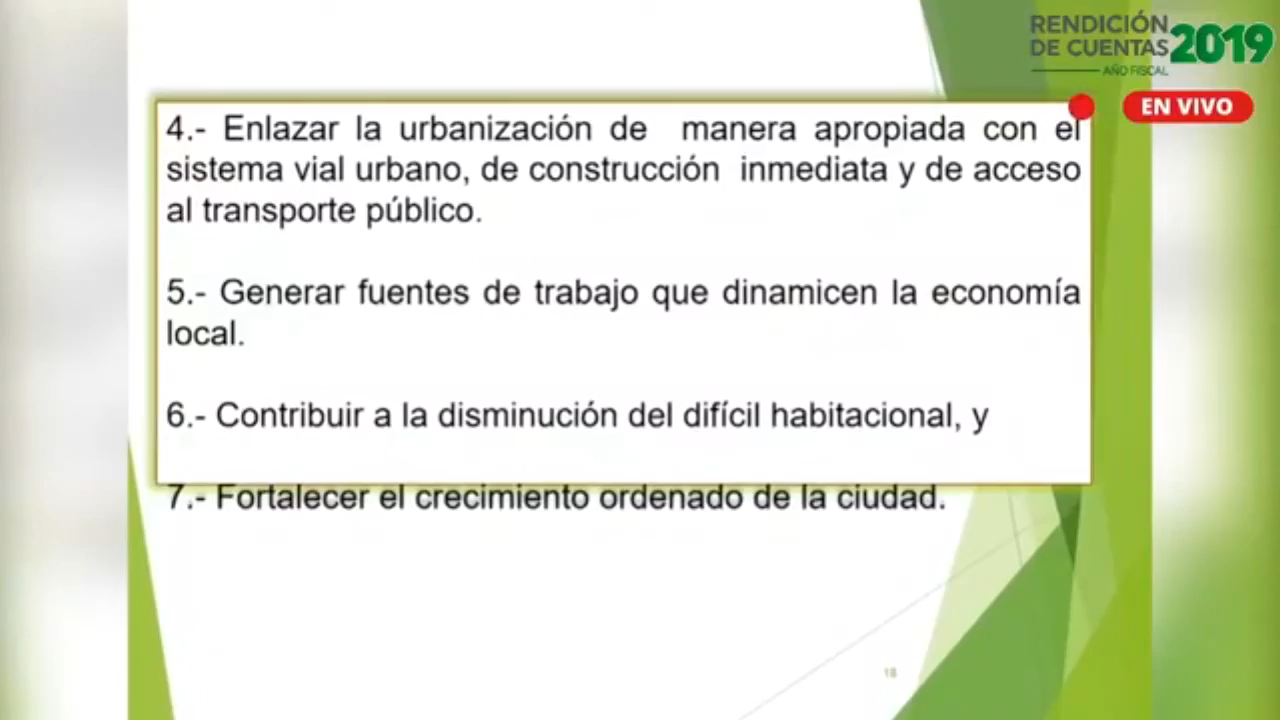 RENDICIÓN
DE CUENTAS 2019
AÑO FISCAL
EN VIVO
4.- Enlazar la urbanización de manera apropiada con el
sistema vial urbano, de construcción inmediata y de acceso
al transporte público.
5.- Generar fuentes de trabajo que dinamicen la economía
local.
6.- Contribuir a la disminución del difícil habitacional, y
7.- Fortalecer el crecimiento ordenado de la ciudad.
18